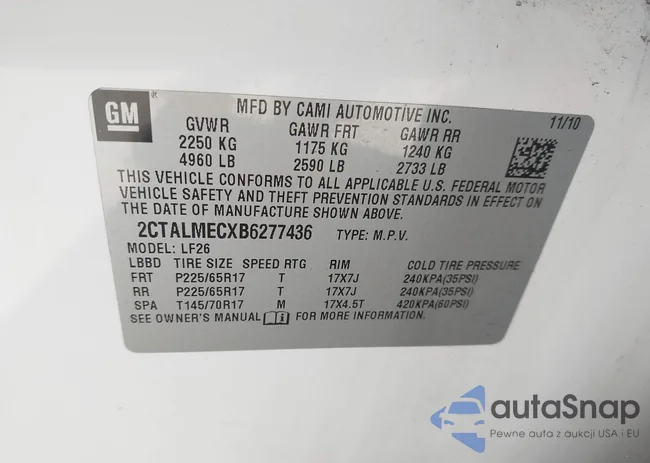 GM ®
MFD BY CAMI AUTOMOTIVE INC.
11/10
GVWR GAWR FRT GAWR RR
2250 KG 1175 KG 1240 KG
4960 LB 2590 LB 2733 LB
THIS VEHICLE CONFORMS TO ALL APPLICABLE U.S. FEDERAL MOTOR
VEHICLE SAFETY AND THEFT PREVENTION STANDARDS IN EFFECT ON
THE DATE OF MANUFACTURE SHOWN ABOVE.
2CTALMECXB6277436 TYPE: M.P.V.
MODEL: LF26
LBBD TIRE SIZE SPEED RTG RIM COLD TIRE PRESSURE
FRT P225/65R17 T 17X7J 240KPA(35PSI)
RR P225/65R17 T 17X7J 240KPA(35PSI)
SPA T145/70R17 M 17X4.5T 420KPA(60PSI)
SEE OWNER'S MANUAL i FOR MORE INFORMATION.
autoSnap
Pewne auta z aukcji USA i EU